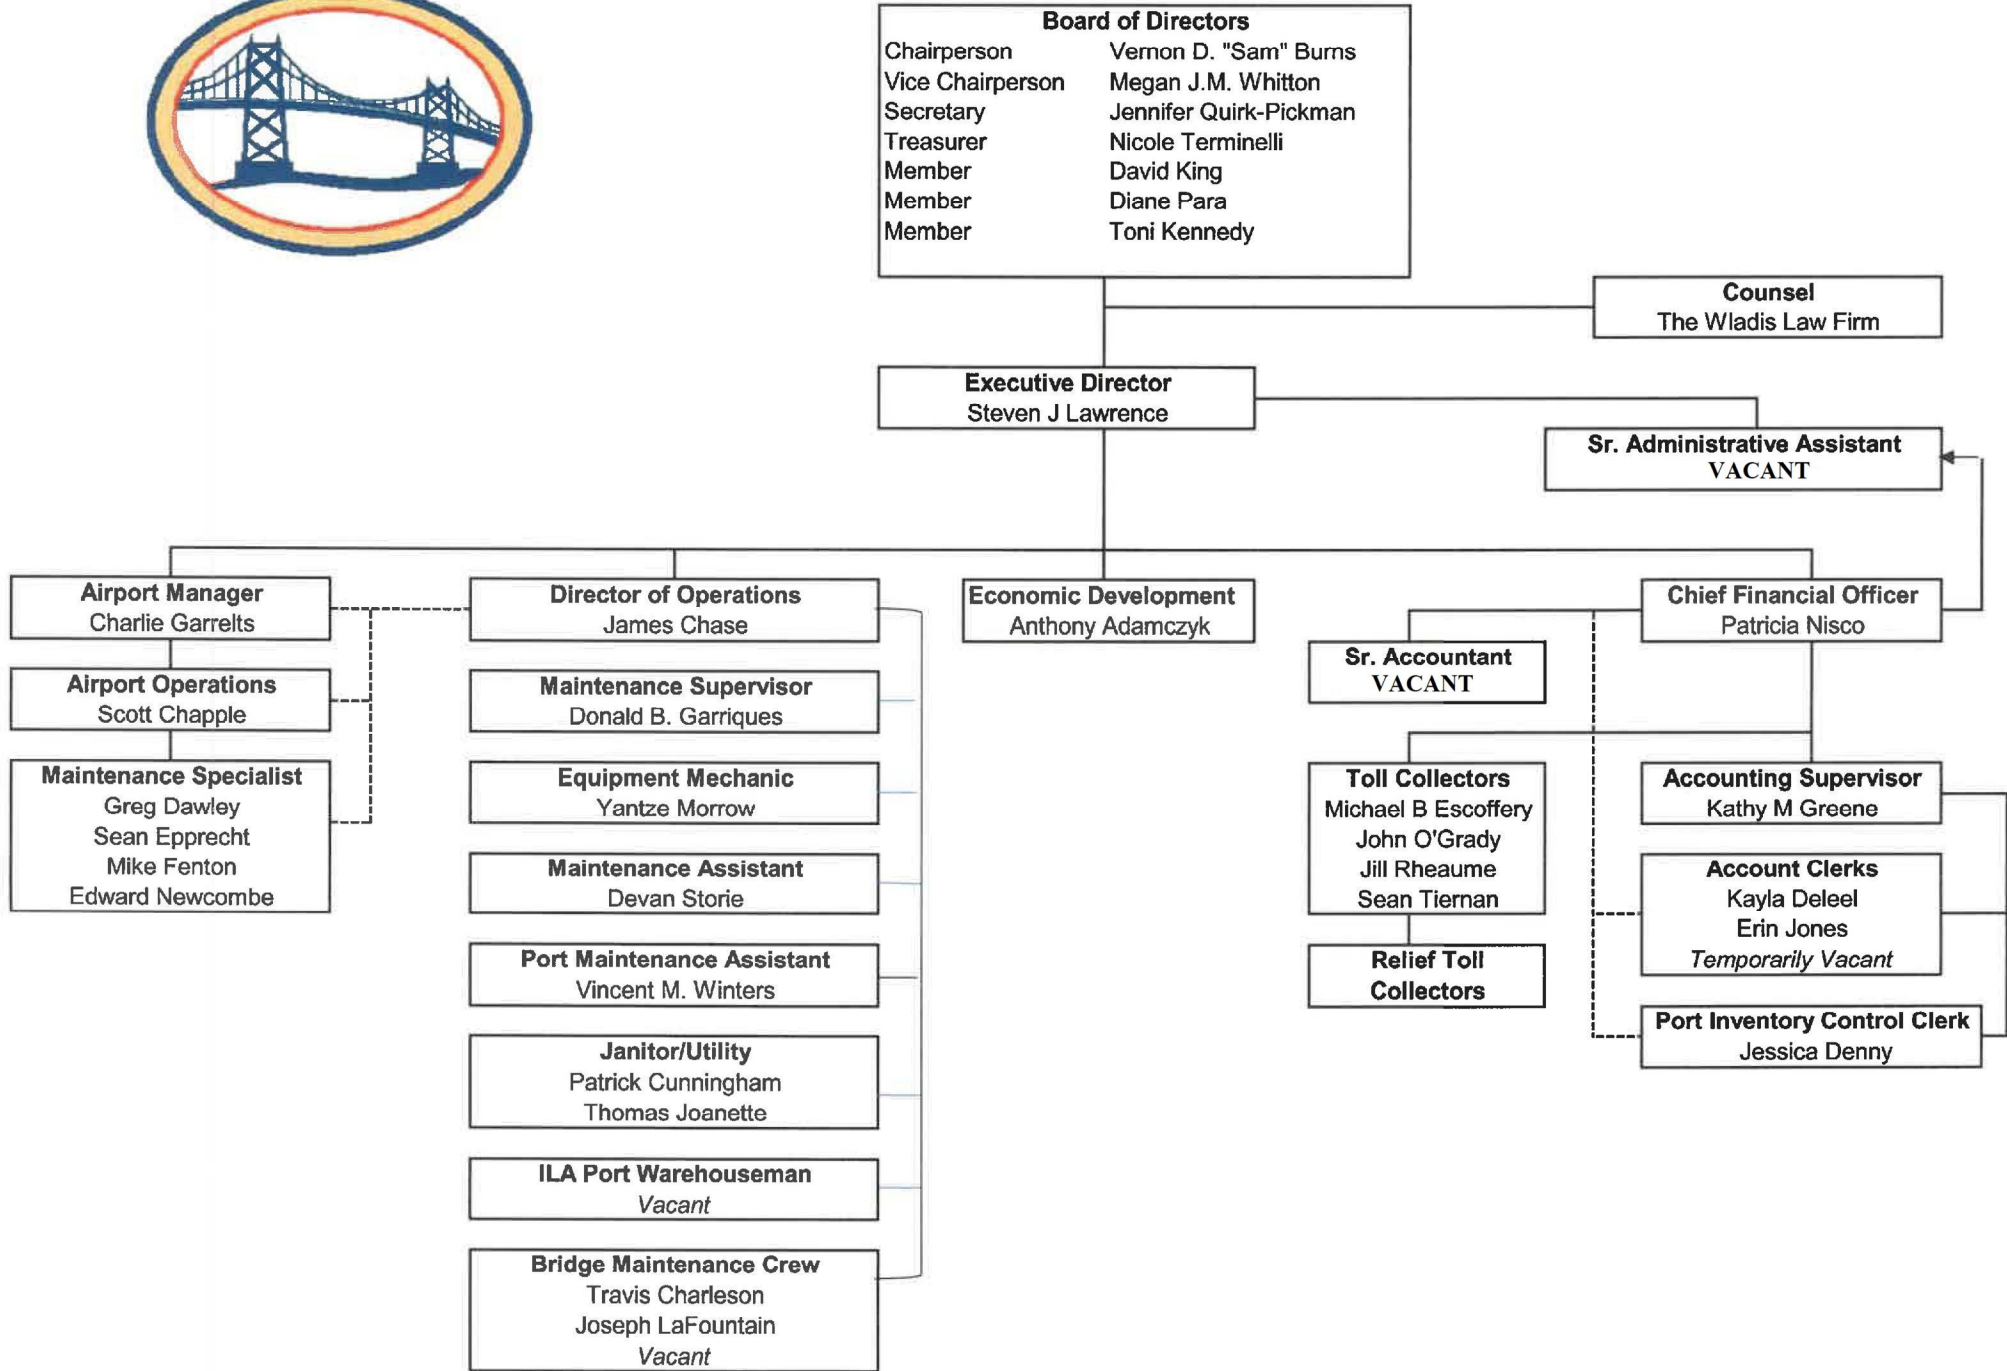 Board of Directors
Chairperson Vernon D. "Sam" Burns
Vice Chairperson Megan J.M. Whitton
Secretary Jennifer Quirk-Pickman
Treasurer Nicole Terminelli
Member David King
Member Diane Para
Member Toni Kennedy
Counsel
The Wladis Law Firm
Executive Director
Steven J Lawrence
Sr. Administrative Assistant
VACANT
Airport Manager
Charlie Garrelts
Airport Operations
Scott Chapple
Maintenance Specialist
Greg Dawley
Sean Epprecht
Mike Fenton
Edward Newcombe
Director of Operations
James Chase
Maintenance Supervisor
Donald B. Garriques
Equipment Mechanic
Yantze Morrow
Maintenance Assistant
Devan Storie
Port Maintenance Assistant
Vincent M. Winters
Janitor/Utility
Patrick Cunningham
Thomas Joanette
ILA Port Warehouseman
Vacant
Bridge Maintenance Crew
Travis Charleson
Joseph LaFountain
Vacant
Economic Development
Anthony Adamczyk
Chief Financial Officer
Patricia Nisco
Sr. Accountant
VACANT
Toll Collectors
Michael B Escoffery
John O'Grady
Jill Rheaume
Sean Tiernan
Relief Toll
Collectors
Accounting Supervisor
Kathy M Greene
Account Clerks
Kayla Deleel
Erin Jones
Temporarily Vacant
Port Inventory Control Clerk
Jessica Denny